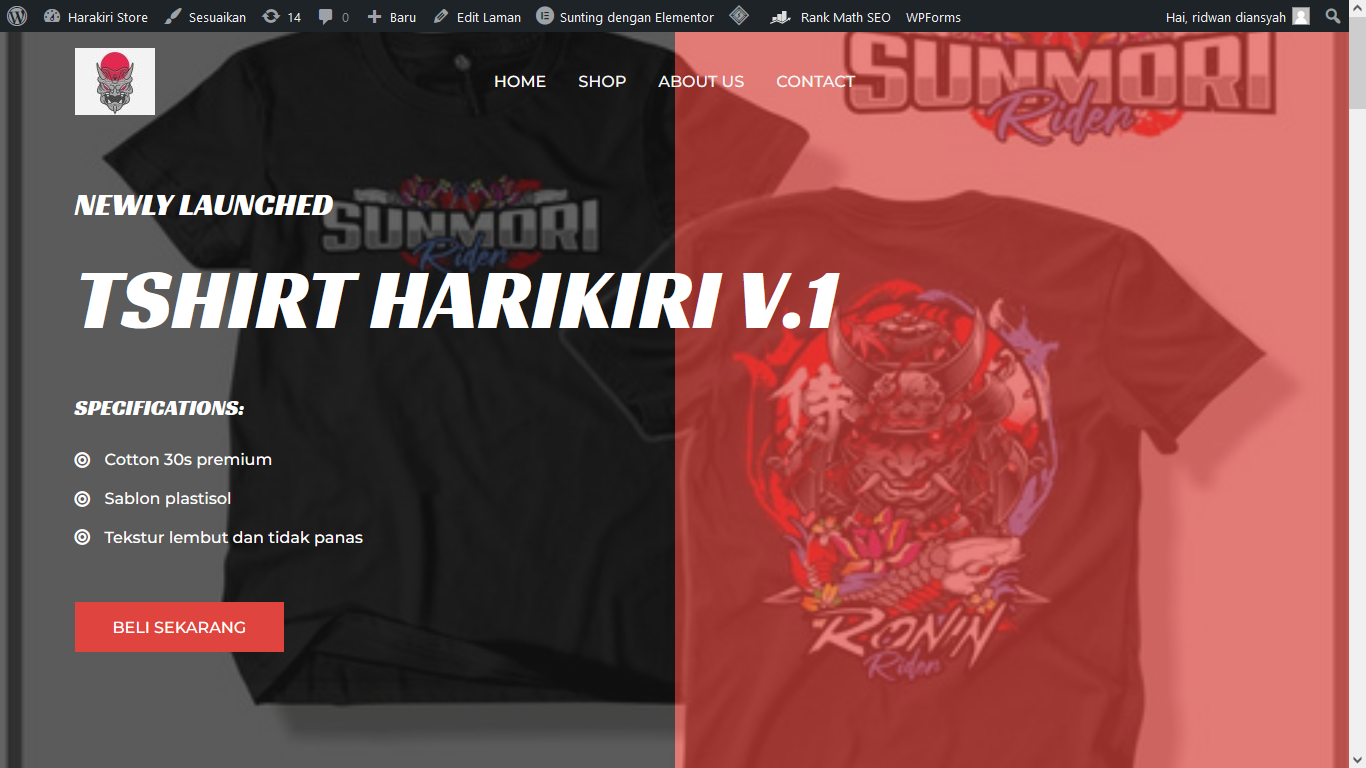 Harakiri Store Sesuaikan 14 0 Baru Edit Laman Sunting dengan Elementor Rank Math SEO WPForms Hai, ridwan diansyah
HOME SHOP ABOUT US CONTACT
SUNMORI
Rider
NEWLY LAUNCHED
SUNMORI
Rider
TSHIRT HARIKIRI V.1
侍
SPECIFICATIONS:
Cotton 30s premium
Sablon plastisol
Tekstur lembut dan tidak panas
BELI SEKARANG
RONIN
Rider